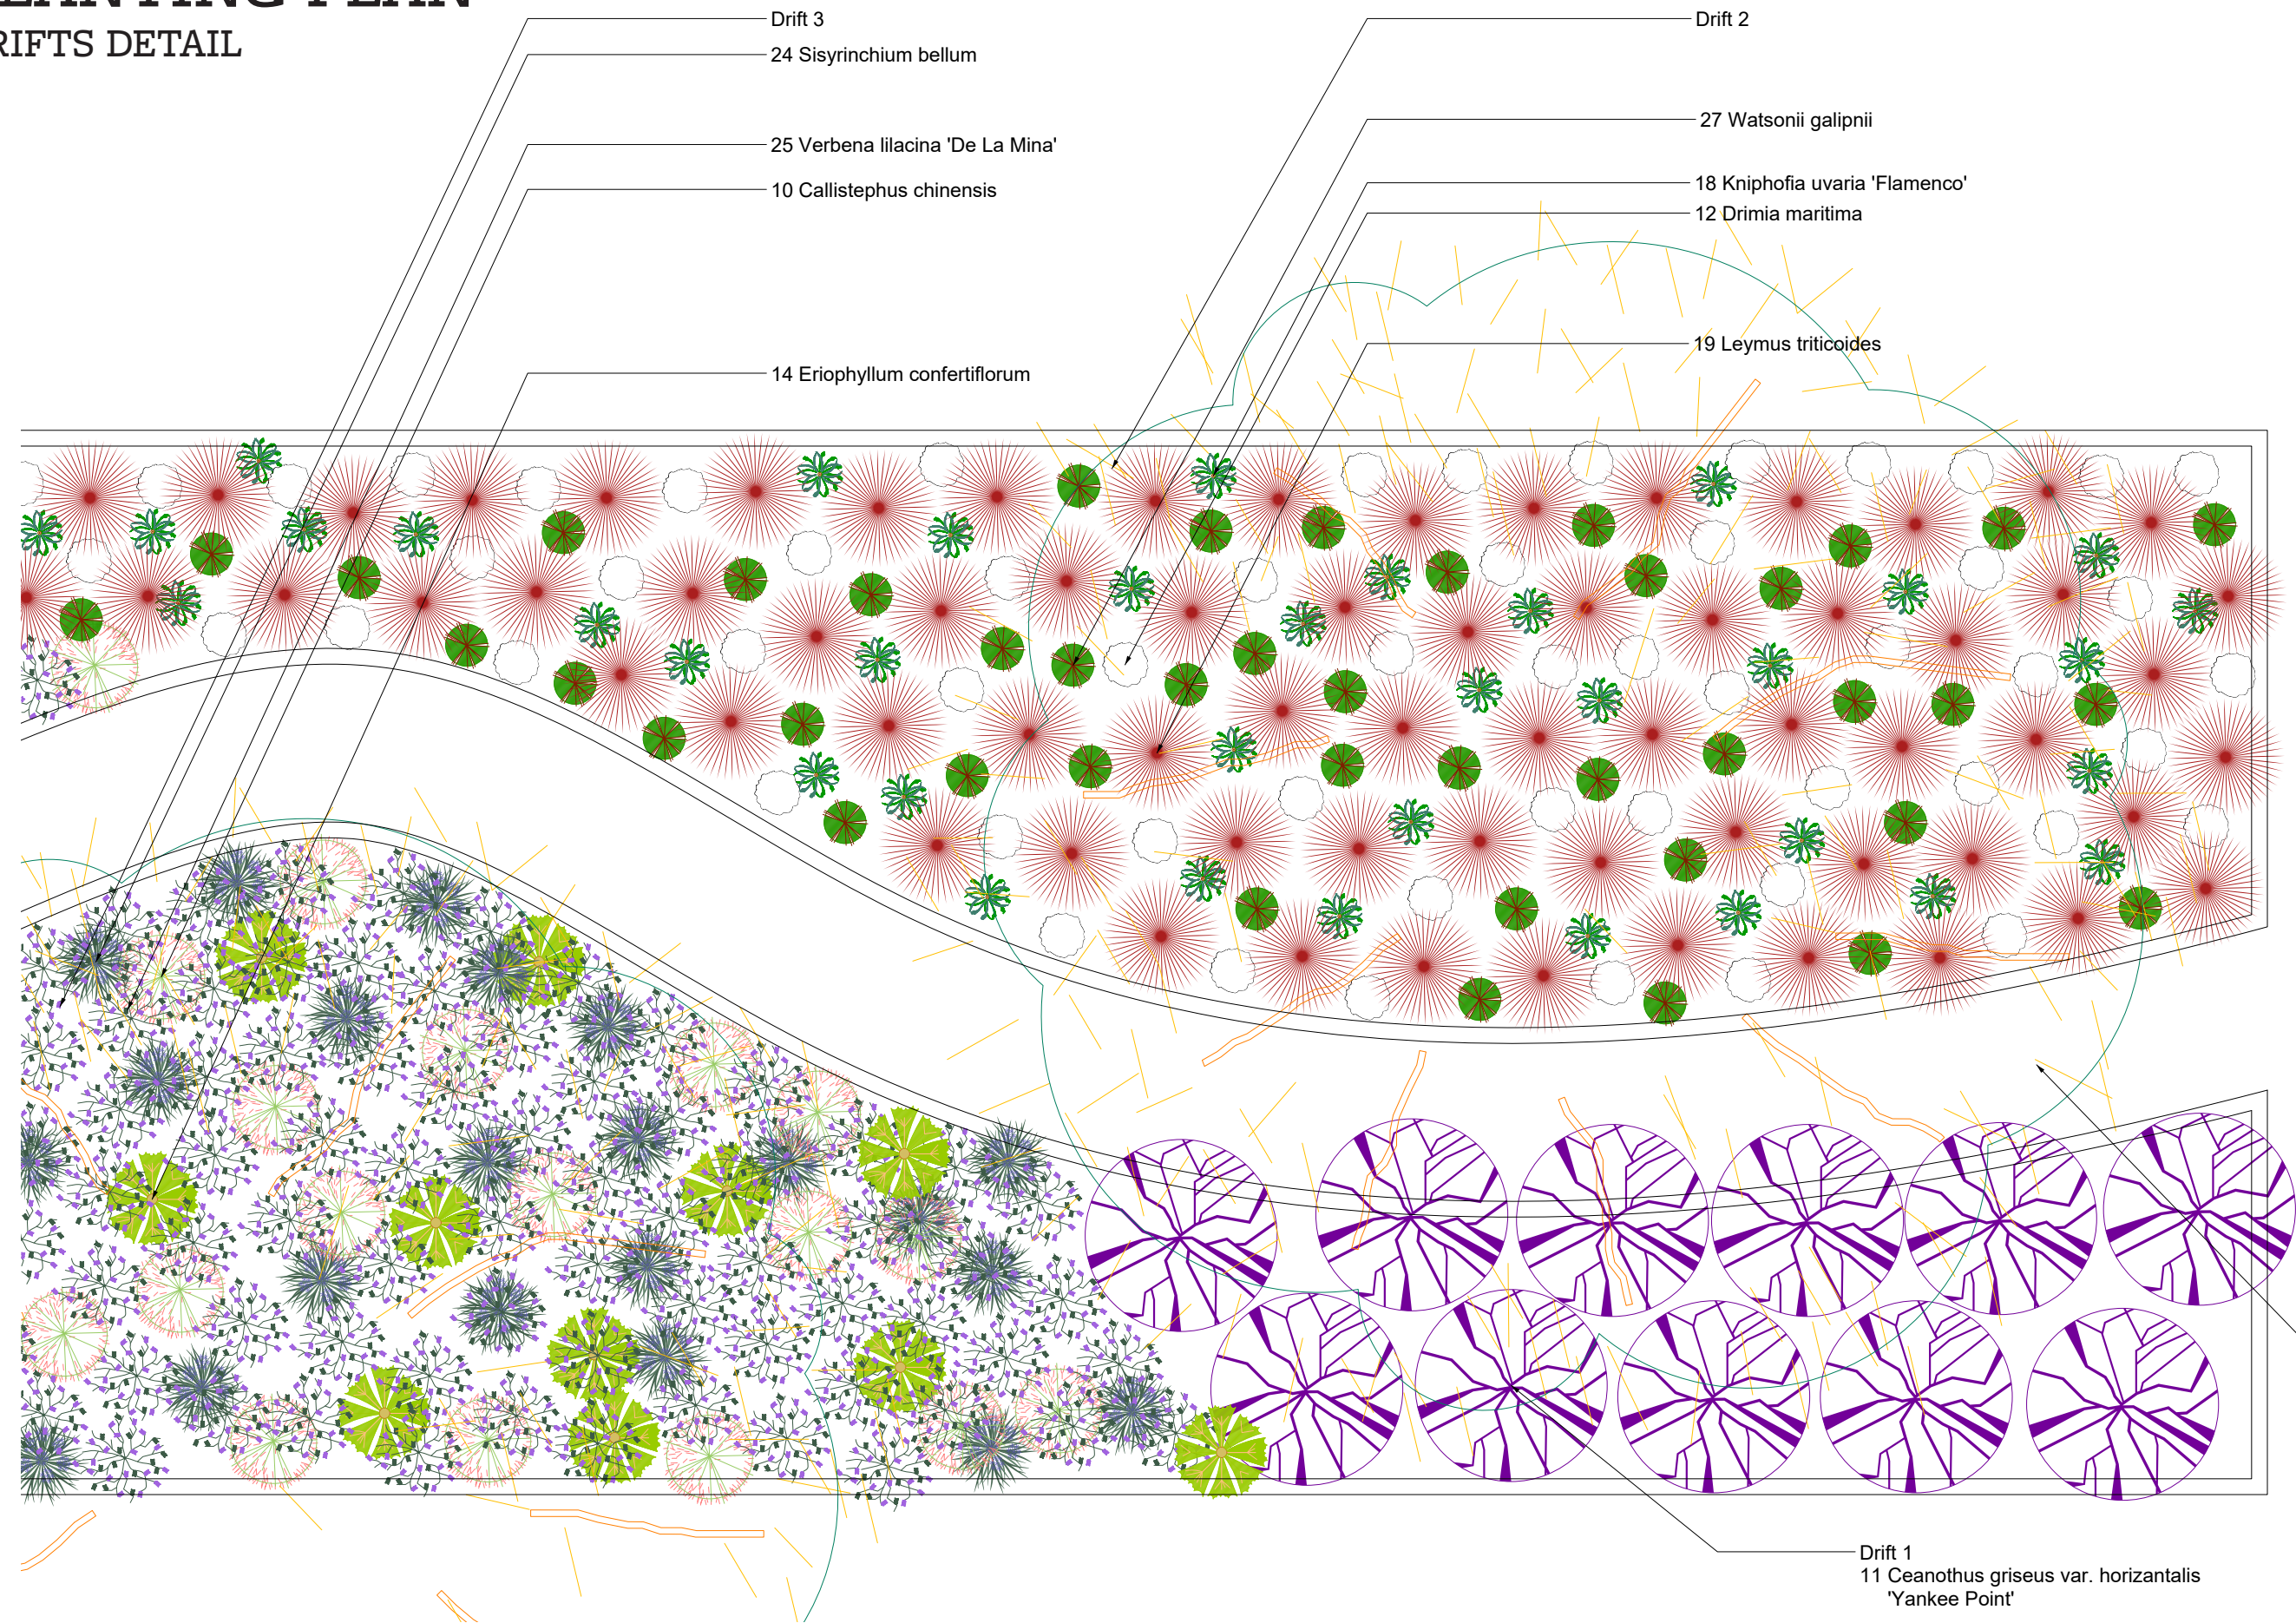 DRIFTS DETAIL
Drift 3
24 Sisyrinchium bellum
25 Verbena lilacina 'De La Mina'
10 Callistephus chinensis
14 Eriophyllum confertiflorum
Drift 2
27 Watsonii galipnii
18 Kniphofia uvaria 'Flamenco'
12 Drimia maritima
19 Leymus triticoides
Drift 1
11 Ceanothus griseus var. horizantalis
'Yankee Point'